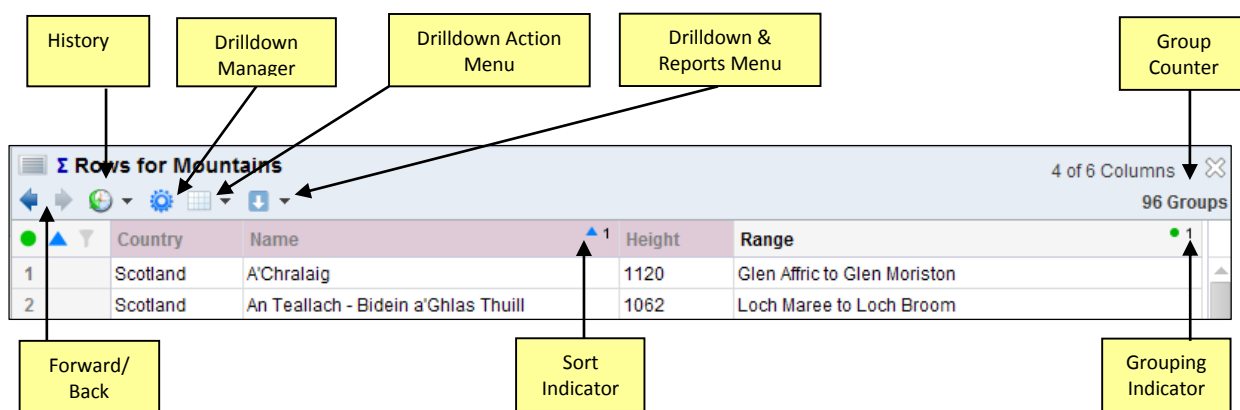 History
Drilldown
Manager
Drilldown Action
Menu
Drilldown &
Reports Menu
Group
Counter
Σ Rows for Mountains
4 of 6 Columns
96 Groups
Country Name 1 Height Range 1
1 Scotland A'Chralaig 1120 Glen Affric to Glen Moriston
2 Scotland An Teallach - Bidein a'Ghlas Thuill 1062 Loch Maree to Loch Broom
Forward/
Back
Sort
Indicator
Grouping
Indicator